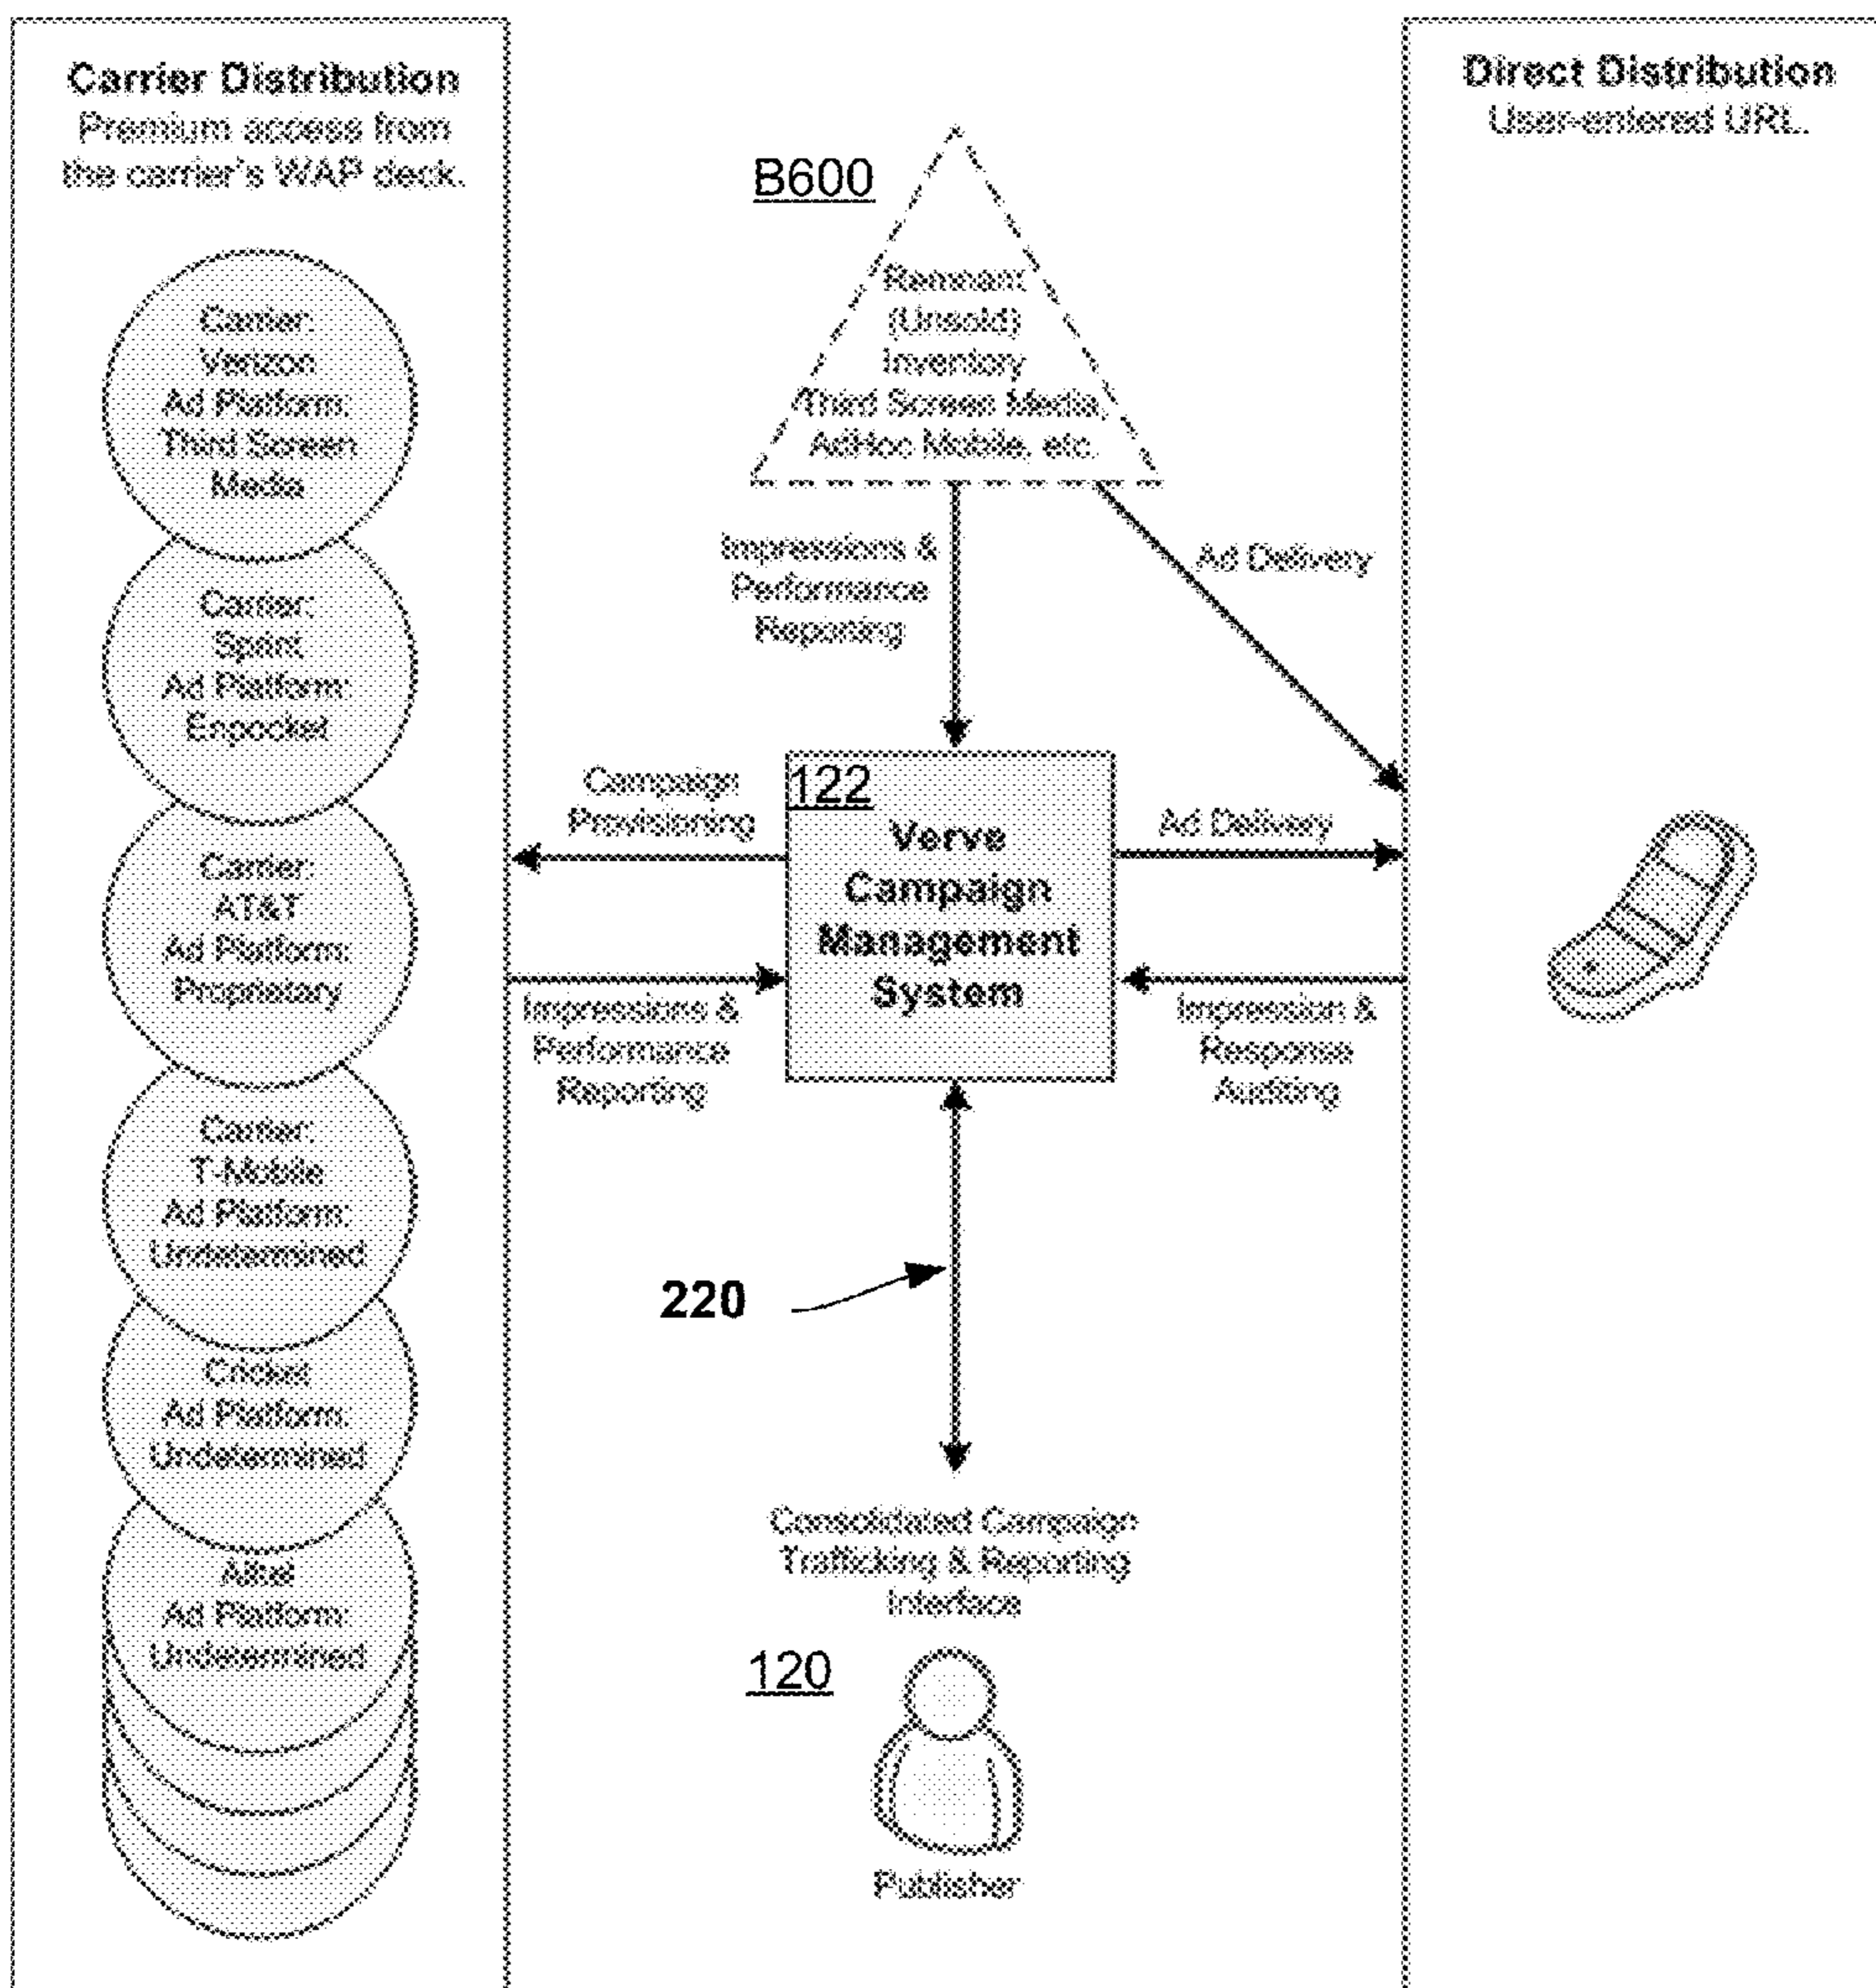 Carrier Distribution
Premium access from
the carrier's WAP deck.
Carrier:
Verizon
Ad Platform:
Third Screen
Media
Carrier:
Sprint
Ad Platform:
Enpocket
Carrier:
AT&T
Ad Platform:
Proprietary
Carrier:
T-Mobile
Ad Platform:
Undetermined
Cricket
Ad Platform:
Undetermined
Alltel
Ad Platform:
Undetermined
B600
Remnant
(Unsold)
Inventory
Third Screen Media,
AdHoc Mobile, etc.
Impressions &
Performance
Reporting
Ad Delivery
Campaign
Provisioning
122
Verve
Campaign
Management
System
Ad Delivery
Impressions &
Performance
Reporting
Impression &
Response
Auditing
220
Consolidated Campaign
Trafficking & Reporting
Interface
120
Publisher
Direct Distribution
User-entered URL.